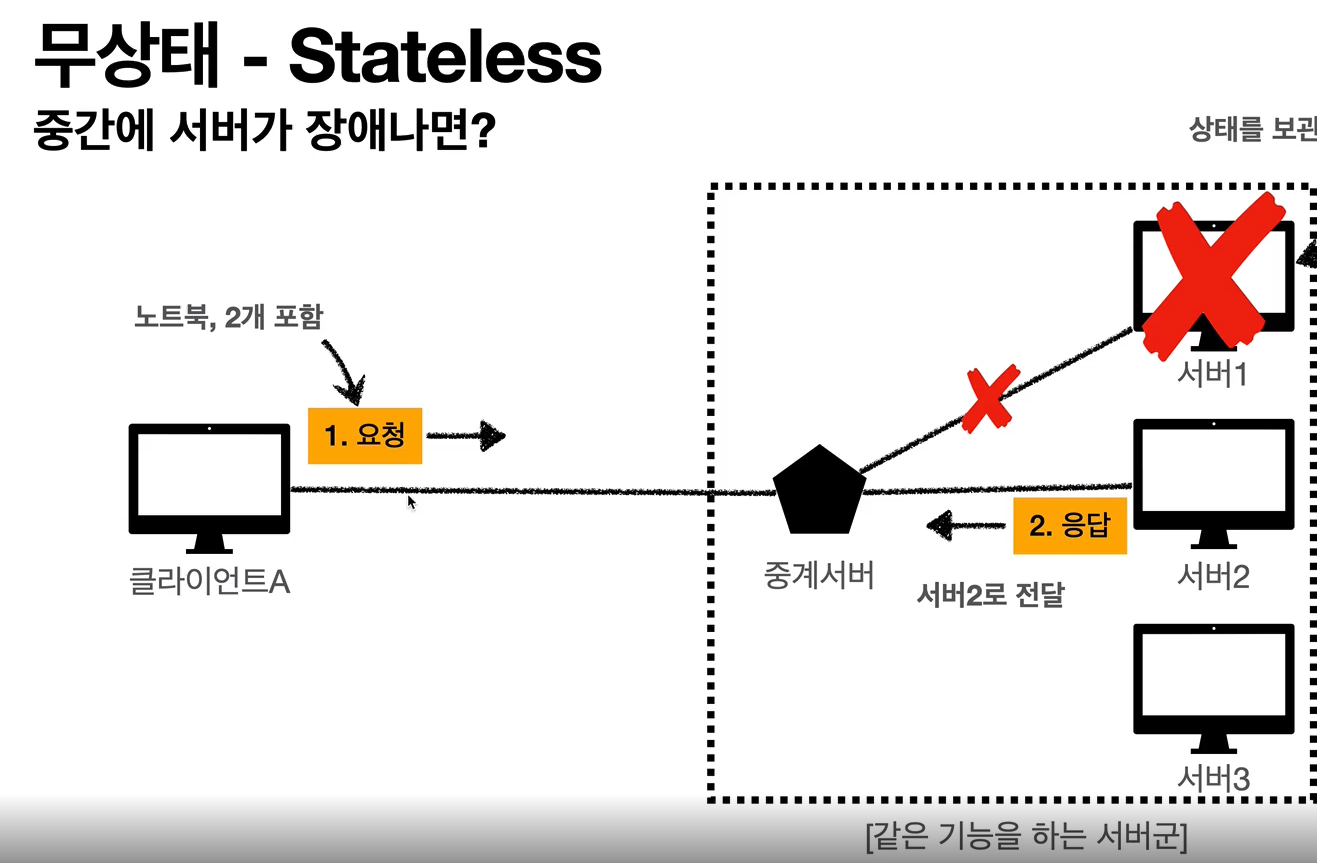 무상태 - Stateless
중간에 서버가 장애나면?
상태를 보관
노트북, 2개 포함
1. 요청
서버1
2. 응답
클라이언트A
중계서버
서버2로 전달
서버2
서버3
[같은 기능을 하는 서버군]